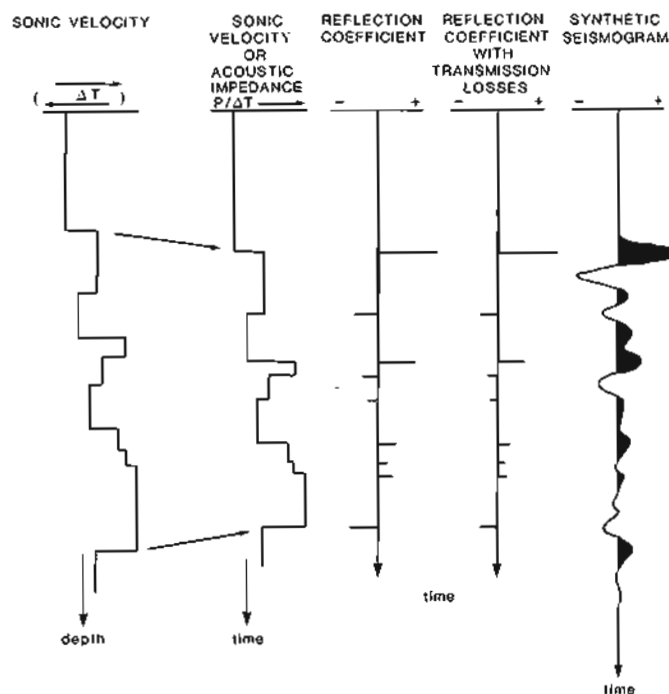 SONIC VELOCITY
( ΔT )
SONIC
VELOCITY
OR
ACOUSTIC
IMPEDANCE
P/ΔT
REFLECTION
COEFFICIENT
- +
REFLECTION
COEFFICIENT
WITH
TRANSMISSION
LOSSES
- +
SYNTHETIC
SEISMOGRAM
- +
depth
time
time
time